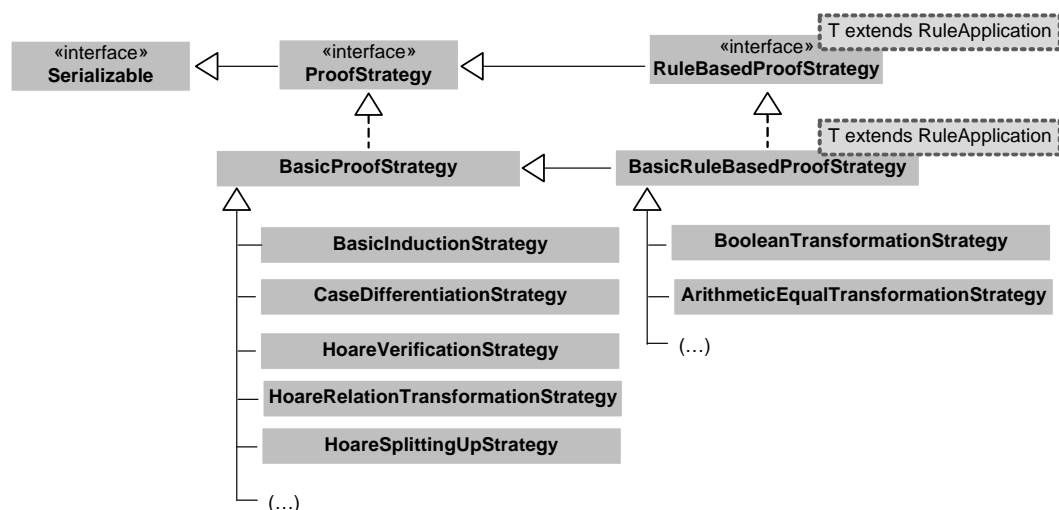 T extends RuleApplication
«interface»
Serializable
«interface»
ProofStrategy
«interface»
RuleBasedProofStrategy
T extends RuleApplication
BasicProofStrategy
BasicRuleBasedProofStrategy
BasicInductionStrategy
CaseDifferentiationStrategy
HoareVerificationStrategy
HoareRelationTransformationStrategy
HoareSplittingUpStrategy
(...)
BooleanTransformationStrategy
ArithmeticEqualTransformationStrategy
(...)